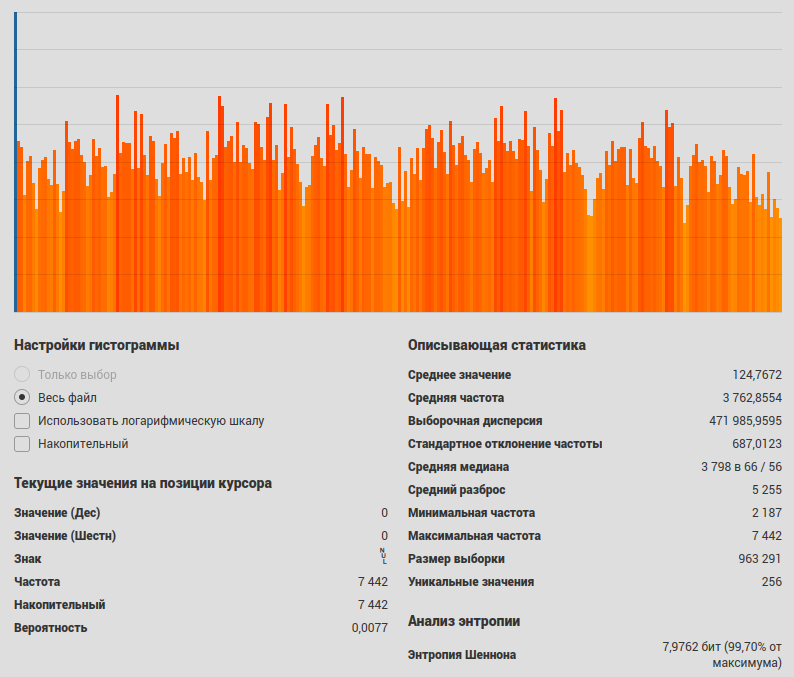 Настройки гистограммы
Только выбор
Весь файл
Использовать логарифмическую шкалу
Накопительный
Текущие значения на позиции курсора
Значение (Дес) 0
Значение (Шестн) 0
Знак NUL
Частота 7 442
Накопительный 7 442
Вероятность 0,0077
Описывающая статистика
Среднее значение 124,7672
Средняя частота 3 762,8554
Выборочная дисперсия 471 985,9595
Стандартное отклонение частоты 687,0123
Средняя медиана 3 798 в 66 / 56
Средний разброс 5 255
Минимальная частота 2 187
Максимальная частота 7 442
Размер выборки 963 291
Уникальные значения 256
Анализ энтропии
Энтропия Шеннона 7,9762 бит (99,70% от
максимума)